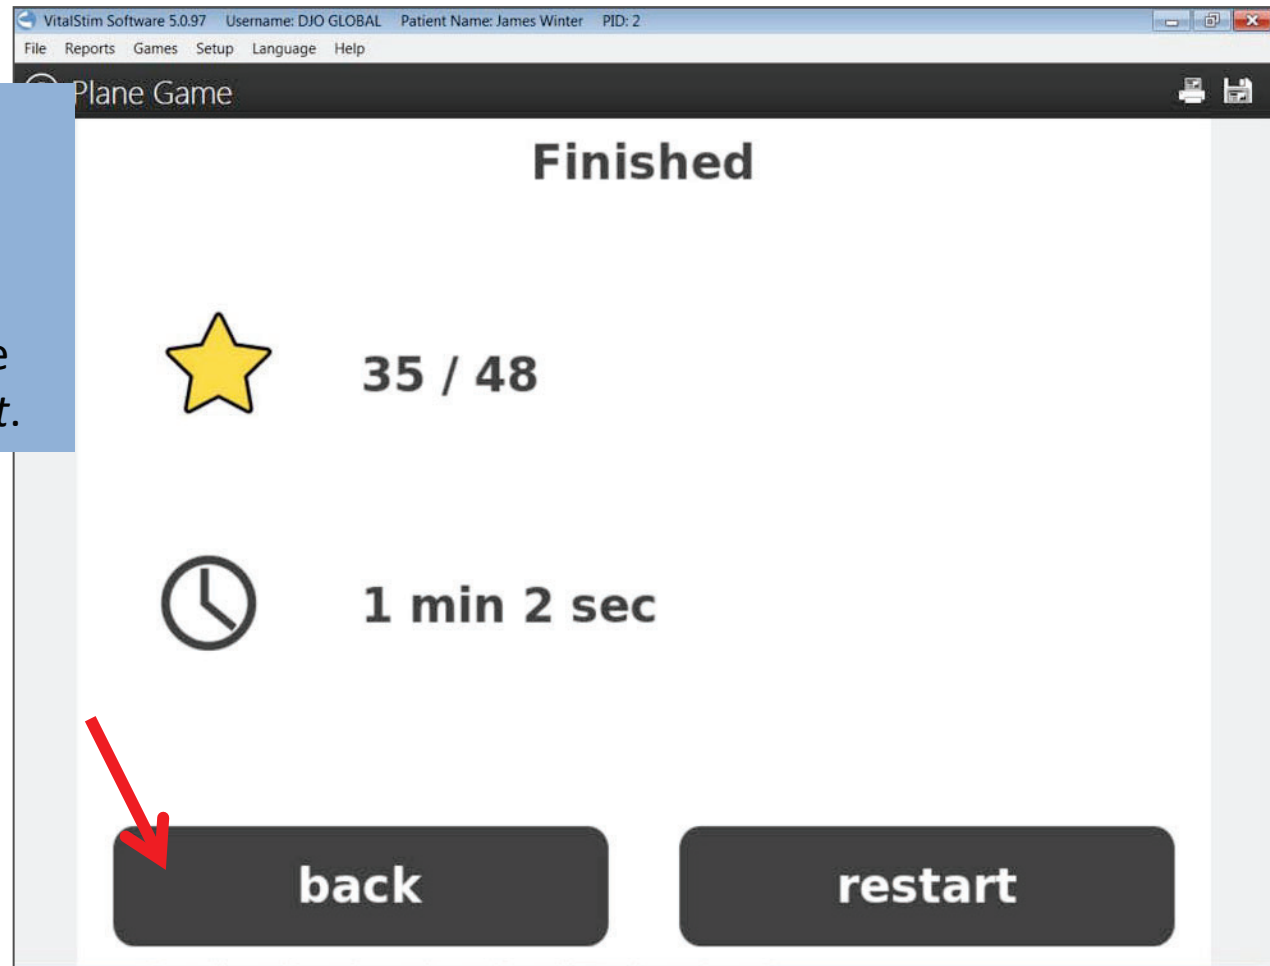 VitalStim Software 5.0.97 Username: DJO GLOBAL Patient Name: James Winter PID: 2
File Reports Games Setup Language Help
Plane Game
Finished
35 / 48
1 min 2 sec
back
restart